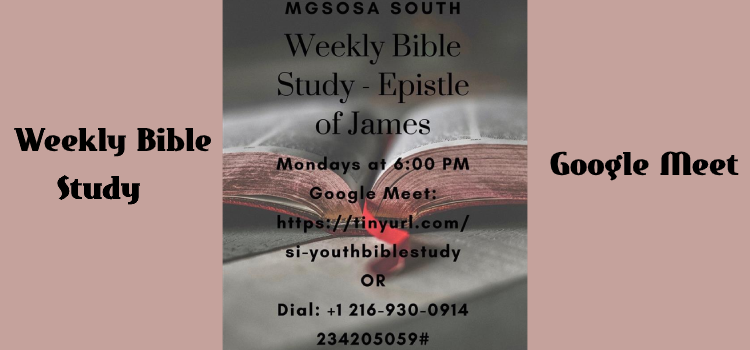 Weekly Bible
Study
MGSOSA SOUTH
Weekly Bible
Study - Epistle
of James
Mondays at 6:00 PM
Google Meet:
https://tinyurl.com/
si-youthbiblestudy
OR
Dial: +1 216-930-0914
234205059#
Google Meet